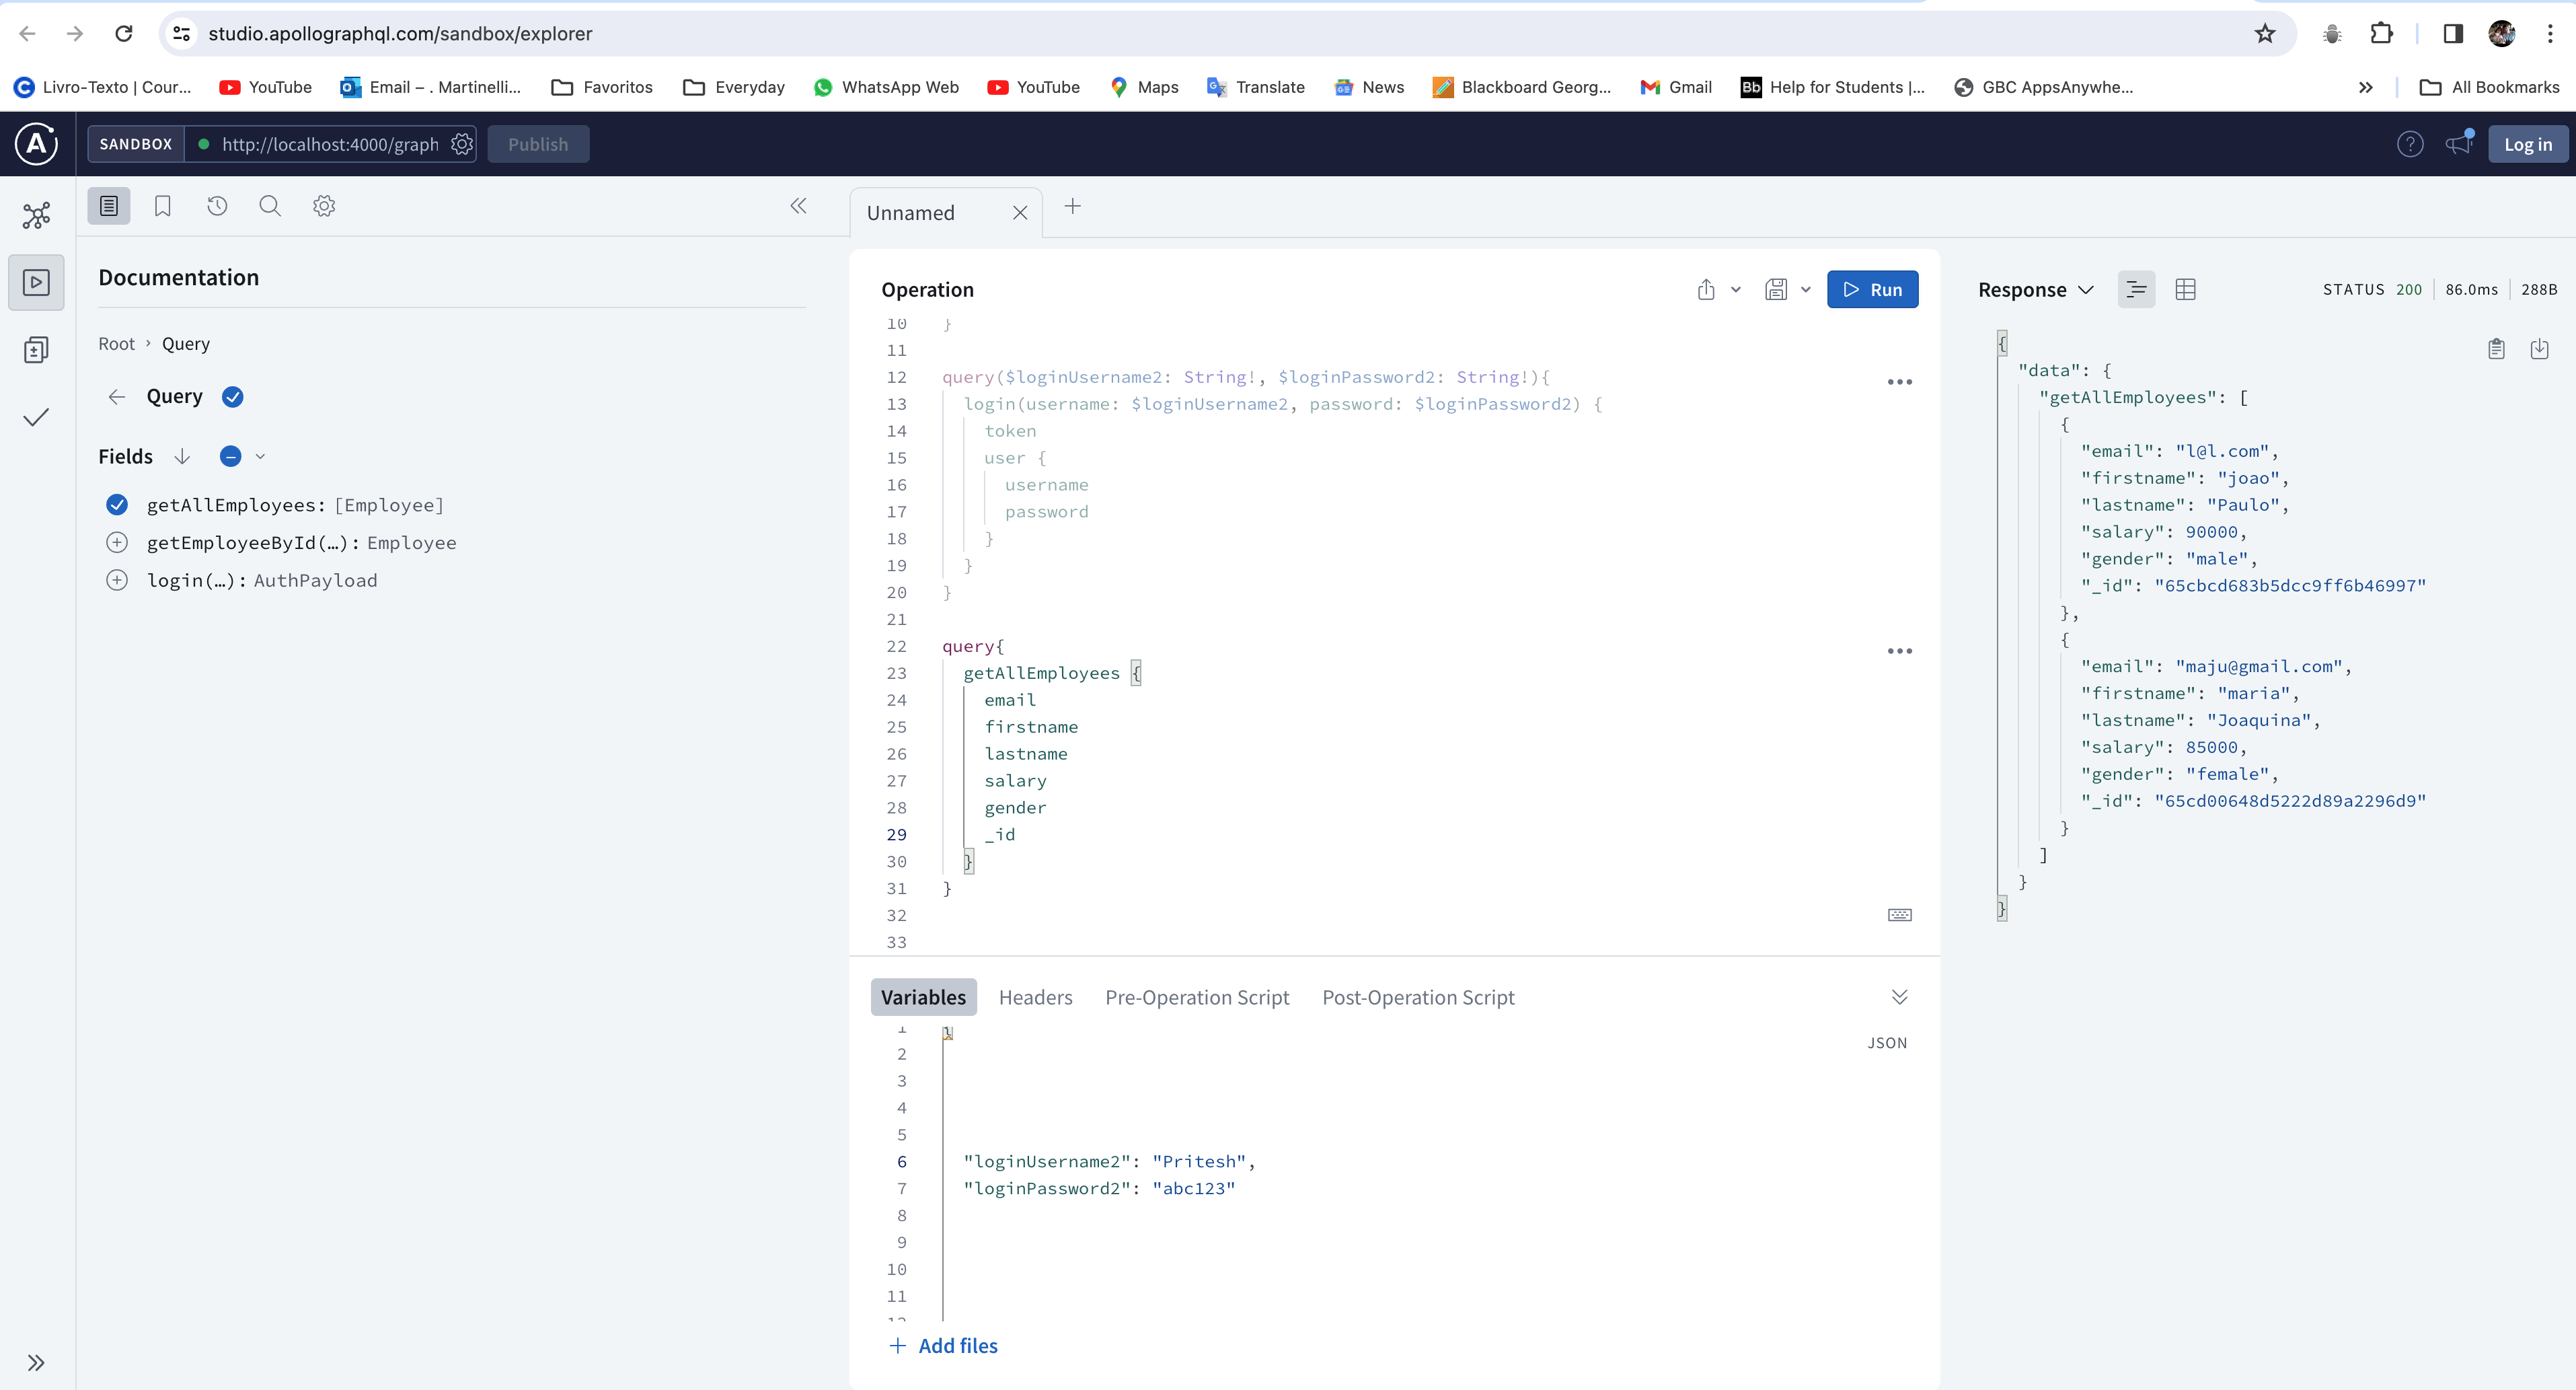 studio.apollographql.com/sandbox/explorer
Livro-Texto | Cour...
YouTube
Email – . Martinelli...
Favoritos
Everyday
WhatsApp Web
YouTube
Maps
Translate
News
Blackboard Georg...
Gmail
Bb Help for Students |...
GBC AppsAnywhe...
All Bookmarks
SANDBOX
http://localhost:4000/graph
Publish
Log in
Documentation
Root › Query
Query
Fields
getAllEmployees: [Employee]
getEmployeeById(…): Employee
login(…): AuthPayload
Unnamed
Operation
Run
10 }
11
12 query($loginUsername2: String!, $loginPassword2: String!){
13 login(username: $loginUsername2, password: $loginPassword2) {
14 token
15 user {
16 username
17 password
18 }
19 }
20 }
21
22 query{
23 getAllEmployees {
24 email
25 firstname
26 lastname
27 salary
28 gender
29 _id
30 }
31 }
32
33
Variables
Headers
Pre-Operation Script
Post-Operation Script
JSON
1
2
3
4
5
6 "loginUsername2": "Pritesh",
7 "loginPassword2": "abc123"
8
9
10
11
Add files
Response
STATUS 200
86.0ms
288B
{
"data": {
"getAllEmployees": [
{
"email": "l@l.com",
"firstname": "joao",
"lastname": "Paulo",
"salary": 90000,
"gender": "male",
"_id": "65cbcd683b5dcc9ff6b46997"
},
{
"email": "maju@gmail.com",
"firstname": "maria",
"lastname": "Joaquina",
"salary": 85000,
"gender": "female",
"_id": "65cd00648d5222d89a2296d9"
}
]
}
}